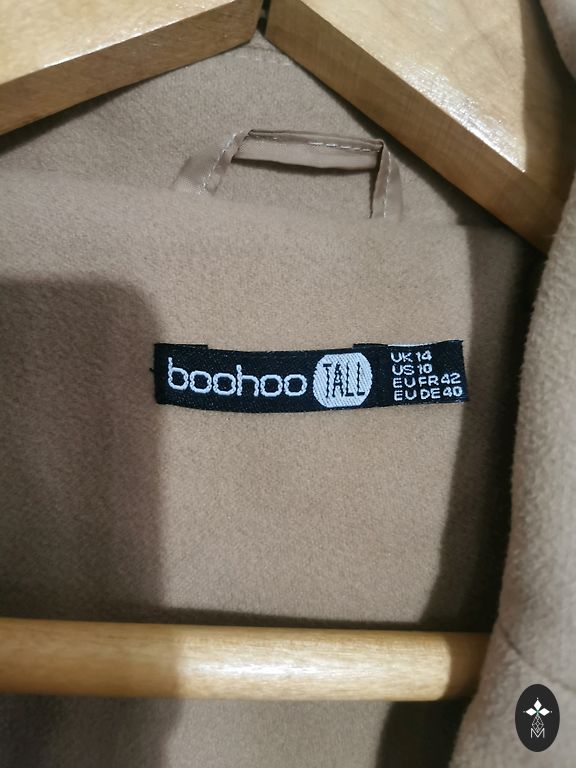 boohoo TALL
UK 14
US 10
EU FR 42
EU DE 40
M